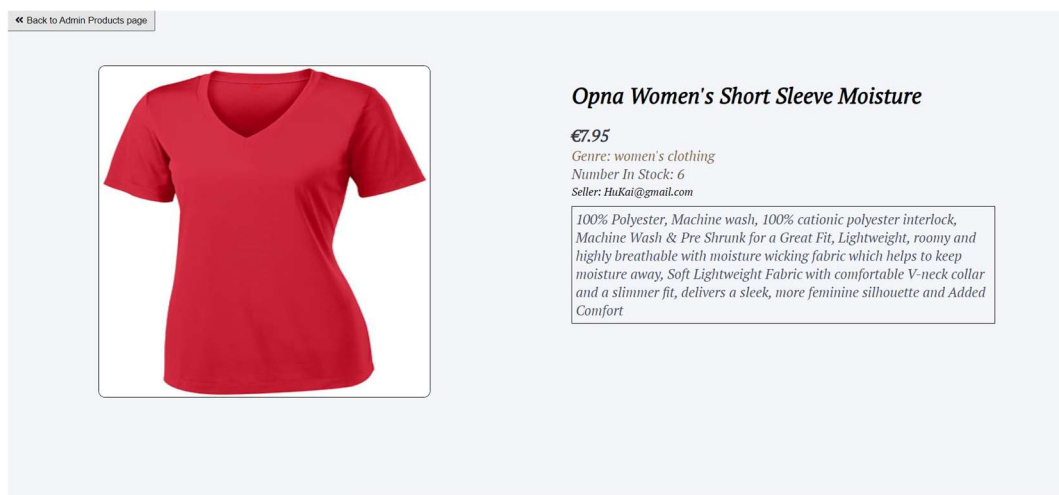 Back to Admin Products page
Opna Women's Short Sleeve Moisture
€7.95
Genre: women's clothing
Number In Stock: 6
Seller: HuKai@gmail.com
100% Polyester, Machine wash, 100% cationic polyester interlock,
Machine Wash & Pre Shrunk for a Great Fit, Lightweight, roomy and
highly breathable with moisture wicking fabric which helps to keep
moisture away, Soft Lightweight Fabric with comfortable V-neck collar
and a slimmer fit, delivers a sleek, more feminine silhouette and Added
Comfort